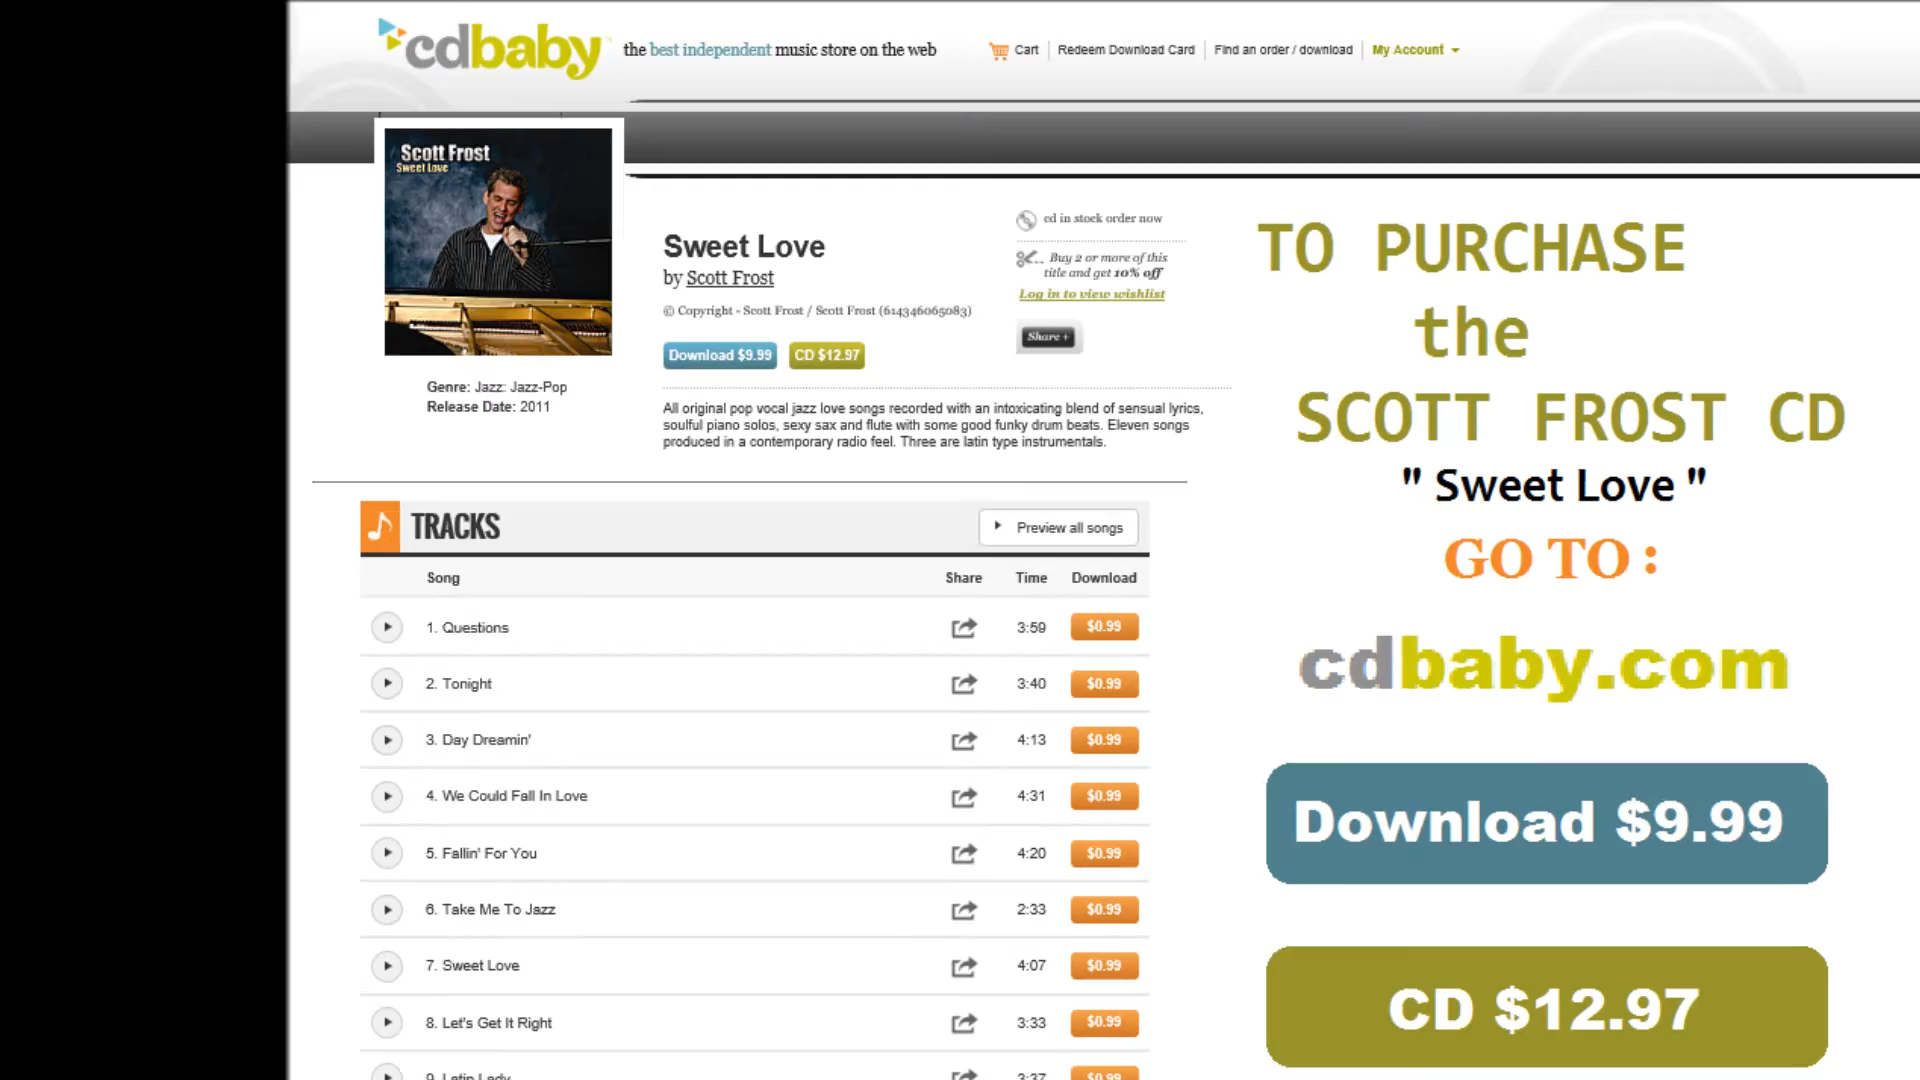 cdbaby the best independent music store on the web Cart Redeem Download Card Find an order / download My Account
Scott Frost
Sweet Love
Genre: Jazz: Jazz-Pop
Release Date: 2011
Sweet Love
by Scott Frost
© Copyright - Scott Frost / Scott Frost (614346065083)
Download $9.99 CD $12.97
cd in stock order now
Buy 2 or more of this
title and get 10% off
Log in to view wishlist
Share +
All original pop vocal jazz love songs recorded with an intoxicating blend of sensual lyrics,
soulful piano solos, sexy sax and flute with some good funky drum beats. Eleven songs
produced in a contemporary radio feel. Three are latin type instrumentals.
TRACKS Preview all songs
Song Share Time Download
1. Questions 3:59 $0.99
2. Tonight 3:40 $0.99
3. Day Dreamin' 4:13 $0.99
4. We Could Fall In Love 4:31 $0.99
5. Fallin' For You 4:20 $0.99
6. Take Me To Jazz 2:33 $0.99
7. Sweet Love 4:07 $0.99
8. Let's Get It Right 3:33 $0.99
9. Latin Lady 3:37 $0.99
TO PURCHASE
the
SCOTT FROST CD
" Sweet Love "
GO TO :
cdbaby.com
Download $9.99
CD $12.97